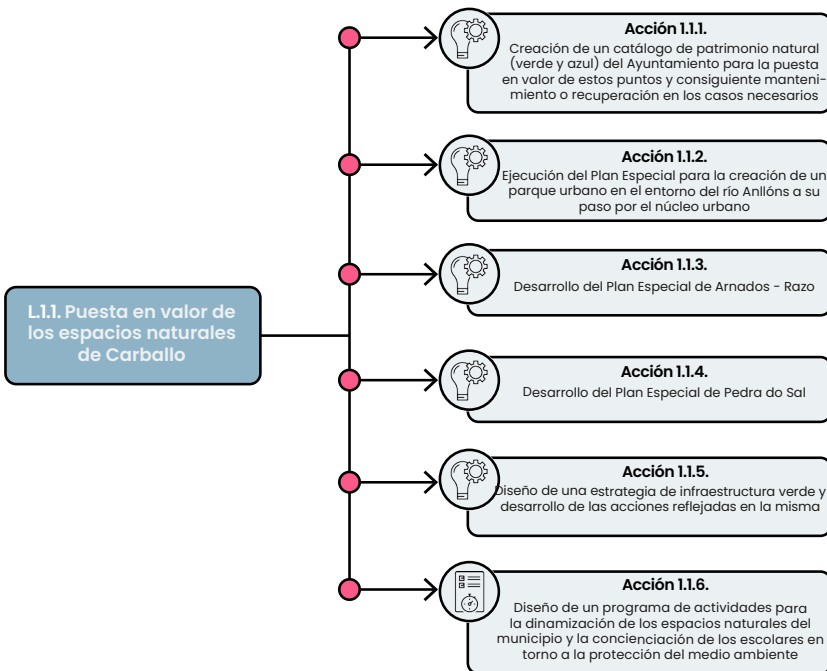 Acción 1.1.1.
Creación de un catálogo de patrimonio natural
(verde y azul) del Ayuntamiento para la puesta
en valor de estos puntos y consiguiente manteni-
miento o recuperación en los casos necesarios
Acción 1.1.2.
Ejecución del Plan Especial para la creación de un
parque urbano en el entorno del río Anllóns a su
paso por el núcleo urbano
Acción 1.1.3.
Desarrollo del Plan Especial de Arnados - Razo
L.1.1. Puesta en valor de
los espacios naturales
de Carballo
Acción 1.1.4.
Desarrollo del Plan Especial de Pedra do Sal
Acción 1.1.5.
Diseño de una estrategia de infraestructura verde y
desarrollo de las acciones reflejadas en la misma
Acción 1.1.6.
Diseño de un programa de actividades para
la dinamización de los espacios naturales del
municipio y la concienciación de los escolares en
torno a la protección del medio ambiente